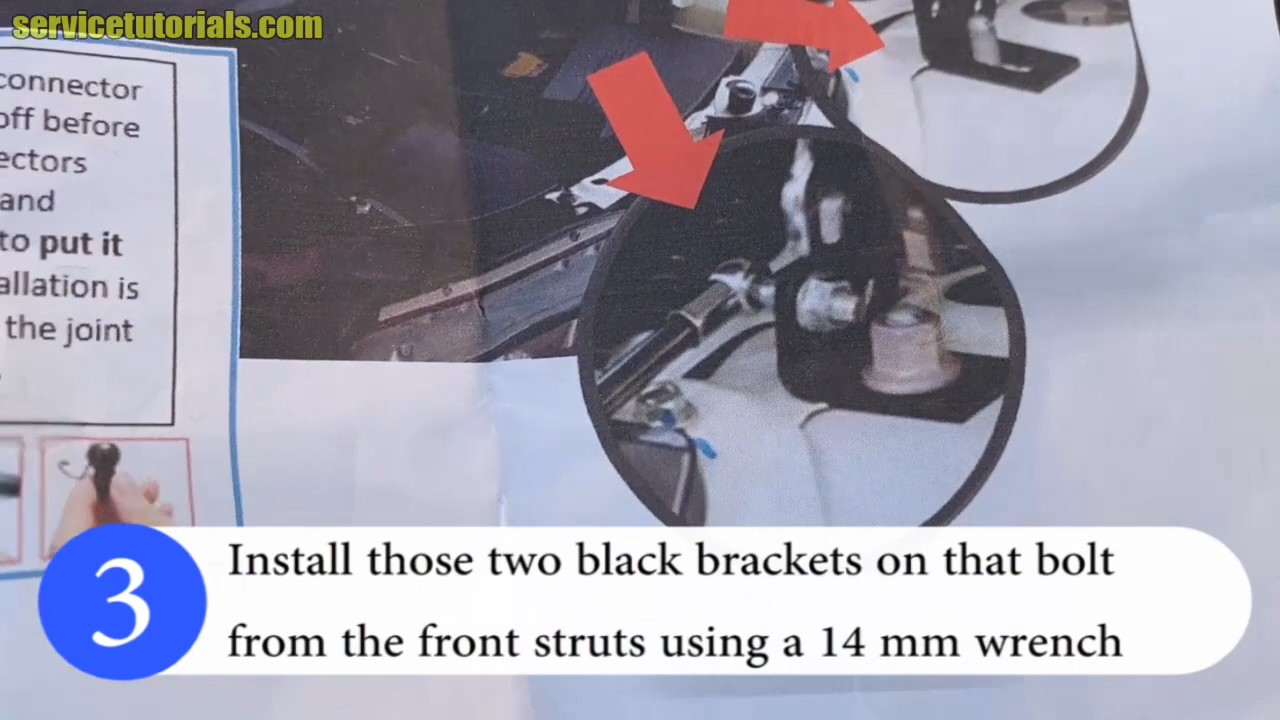 servicetutorials.com
connector
off before
ectors
and
to put it
allation is
the joint
3
Install those two black brackets on that bolt
from the front struts using a 14 mm wrench